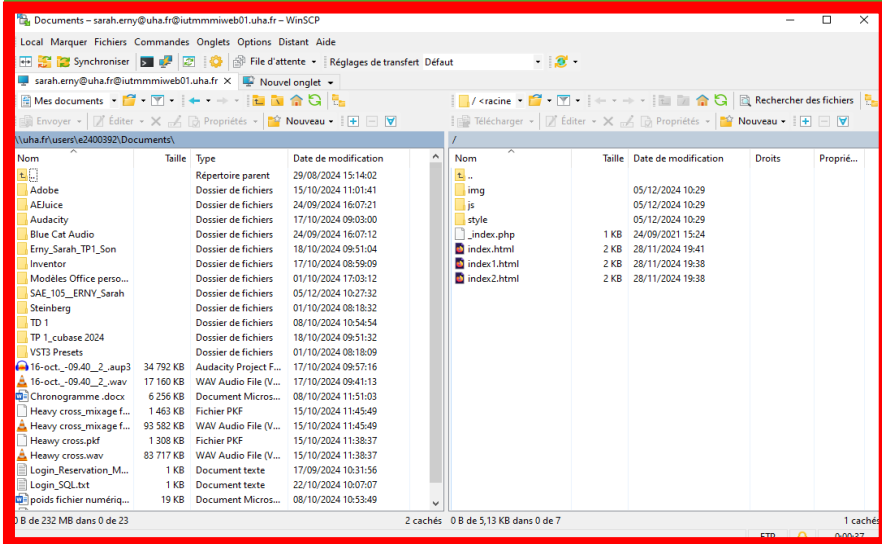 Documents – sarah.erny@uha.fr@iutmmmiweb01.uha.fr – WinSCP
Local Marquer Fichiers Commandes Onglets Options Distant Aide
Synchroniser File d'attente Réglages de transfert Défaut
sarah.erny@uha.fr@iutmmmiweb01.uha.fr Nouvel onglet
Mes documents / <racine Rechercher des fichiers
Envoyer Éditer Propriétés Nouveau Télécharger Éditer Propriétés Nouveau
\\uha.fr\users\e2400392\Documents\
Nom Taille Type Date de modification
.. Répertoire parent 29/08/2024 15:14:02
Adobe Dossier de fichiers 15/10/2024 11:01:41
AEJuice Dossier de fichiers 24/09/2024 16:07:21
Audacity Dossier de fichiers 17/10/2024 09:03:00
Blue Cat Audio Dossier de fichiers 24/09/2024 16:07:12
Erny_Sarah_TP1_Son Dossier de fichiers 18/10/2024 09:51:04
Inventor Dossier de fichiers 17/10/2024 08:59:09
Modèles Office perso... Dossier de fichiers 01/10/2024 17:03:12
SAE_105__ERNY_Sarah Dossier de fichiers 05/12/2024 10:27:32
Steinberg Dossier de fichiers 01/10/2024 08:18:32
TD 1 Dossier de fichiers 08/10/2024 10:54:54
TP 1_cubase 2024 Dossier de fichiers 18/10/2024 09:51:32
VST3 Presets Dossier de fichiers 01/10/2024 08:18:09
16-oct._-09.40__2_.aup3 34 792 KB Audacity Project F... 17/10/2024 09:57:16
16-oct._-09.40__2_.wav 17 160 KB WAV Audio File (V... 17/10/2024 09:41:13
Chronogramme .docx 6 256 KB Document Micros... 08/10/2024 11:51:03
Heavy cross_mixage f... 1 463 KB Fichier PKF 15/10/2024 11:45:49
Heavy cross_mixage f... 93 582 KB WAV Audio File (V... 15/10/2024 11:45:49
Heawy cross.pkf 1 308 KB Fichier PKF 15/10/2024 11:38:37
Heawy cross.wav 83 717 KB WAV Audio File (V... 15/10/2024 11:38:37
Login_Reservation_M... 1 KB Document texte 17/09/2024 10:31:56
Login_SQL.txt 1 KB Document texte 22/10/2024 10:07:07
poids fichier numériq... 19 KB Document Micros... 08/10/2024 10:53:49
0 B de 232 MB dans 0 de 23 2 cachés
/
Nom Taille Date de modification Droits Proprié...
..
img 05/12/2024 10:29
js 05/12/2024 10:29
style 05/12/2024 10:29
_index.php 1 KB 24/09/2021 15:24
index.html 2 KB 28/11/2024 19:41
index1.html 2 KB 28/11/2024 19:38
index2.html 2 KB 28/11/2024 19:38
0 B de 5,13 KB dans 0 de 7 1 cachés
FTP 0:00:37